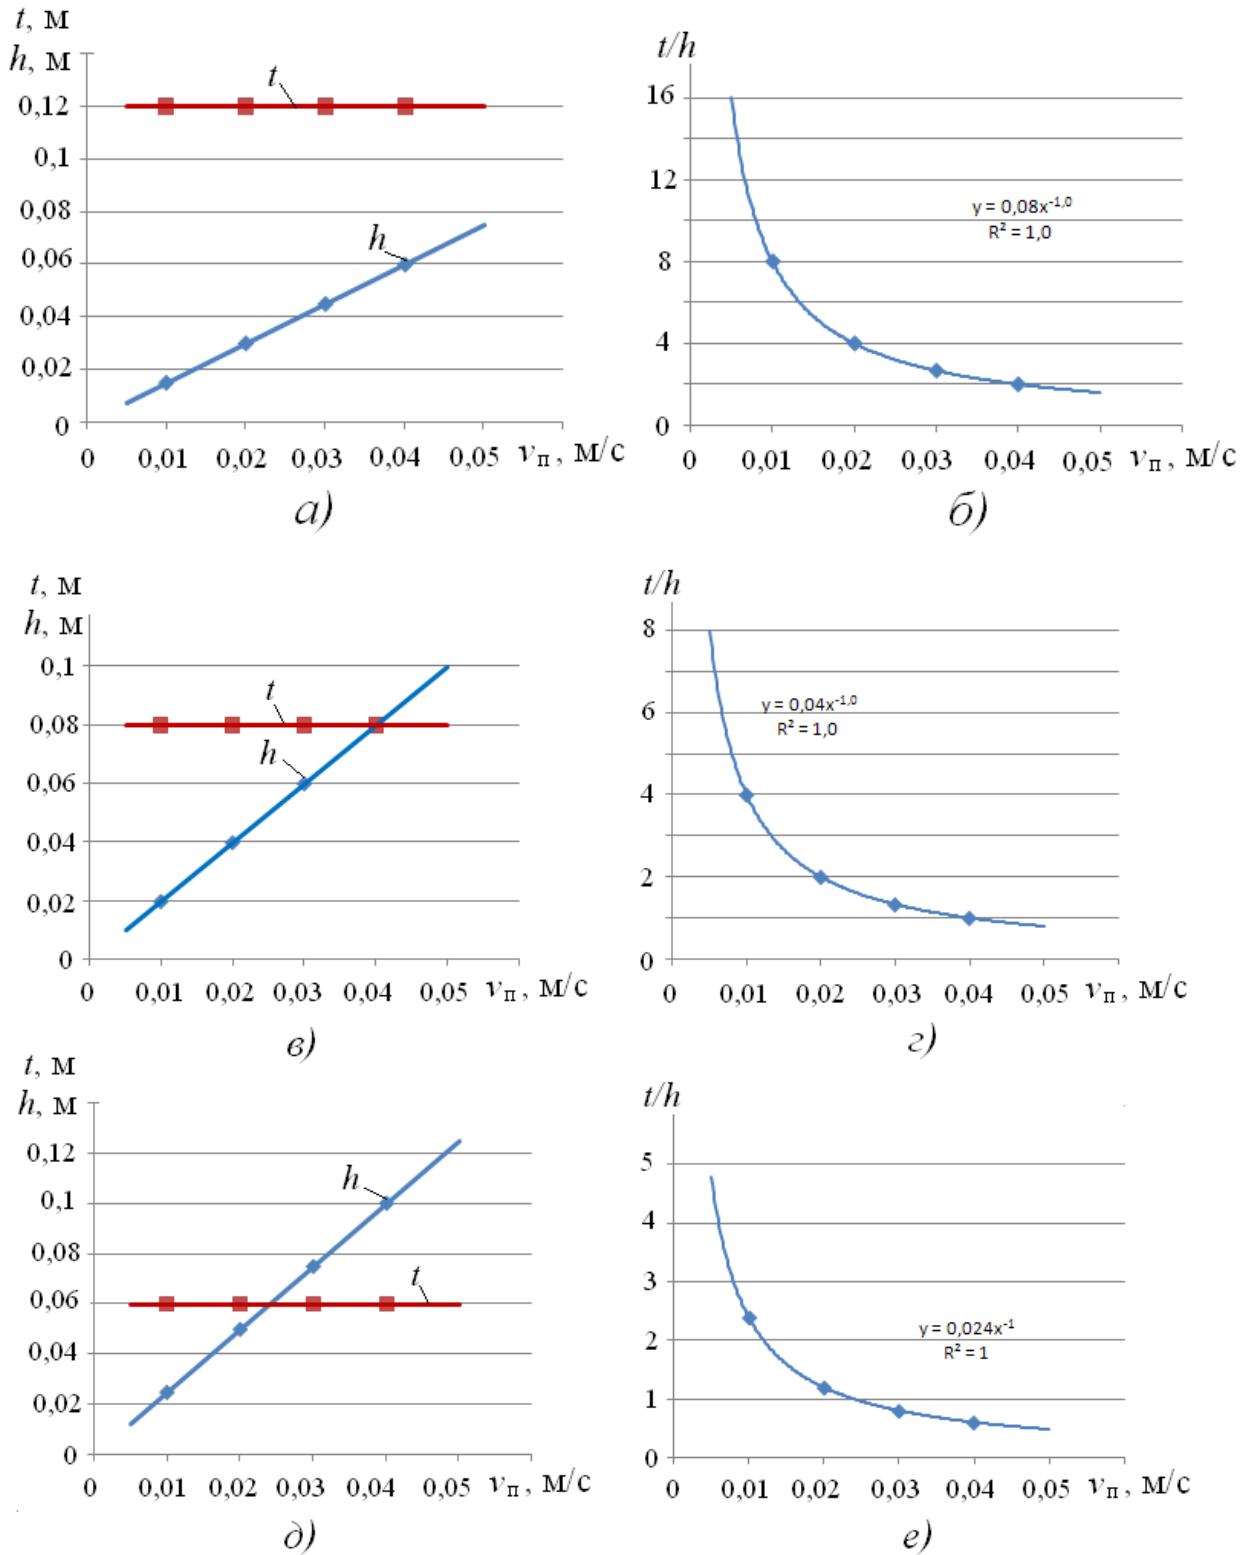 t, м
h, м
t
0,12
0,1
0,08
h
0,06
0,04
0,02
0
0 0,01 0,02 0,03 0,04 0,05 vп , м/с
а)
t/h
16
12
y = 0,08x-1,0
R² = 1,0
8
4
0
0 0,01 0,02 0,03 0,04 0,05 vп , м/с
б)
t, м
h, м
0,1
t
0,08
h
0,06
0,04
0,02
0
0 0,01 0,02 0,03 0,04 0,05 vп , м/с
в)
t/h
8
6
y = 0,04x-1,0
R² = 1,0
4
2
0
0 0,01 0,02 0,03 0,04 0,05 vп , м/с
г)
t, м
h, м
0,12
h
0,1
0,08
t
0,06
0,04
0,02
0
0 0,01 0,02 0,03 0,04 0,05 vп , м/с
д)
t/h
5
4
3
y = 0,024x-1
R² = 1
2
1
0
0 0,01 0,02 0,03 0,04 0,05 vп , м/с
е)